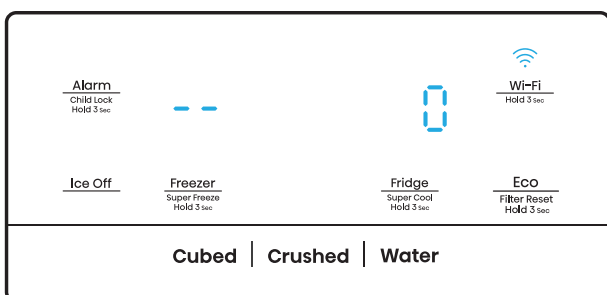 Alarm
Child Lock
Hold 3 Sec
--
0
Wi-Fi
Hold 3 Sec
Ice Off
Freezer
Super Freeze
Hold 3 Sec
Fridge
Super Cool
Hold 3 Sec
Eco
Filter Reset
Hold 3 Sec
Cubed | Crushed | Water